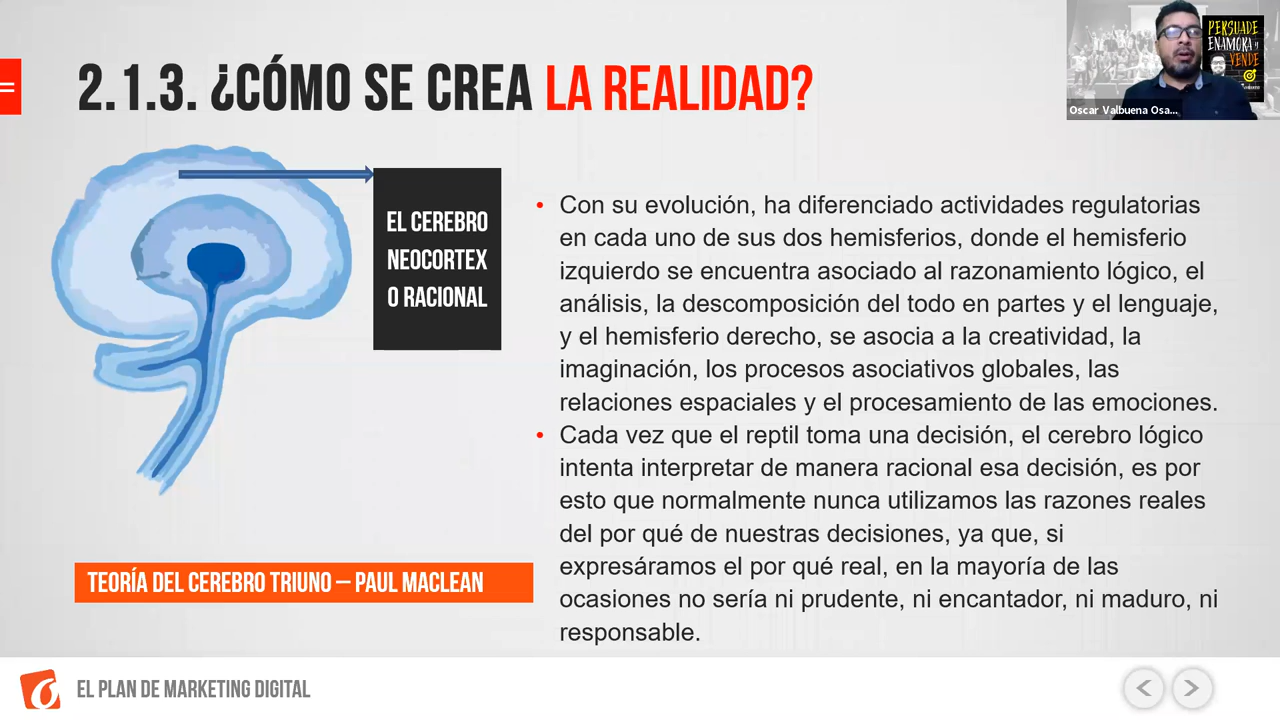 2.1.3. ¿CÓMO SE CREA LA REALIDAD?
PERSUADE
ENAMORA y
VENDE
Oscar Valbuena Osa...
EL CEREBRO
NEOCORTEX
O RACIONAL
• Con su evolución, ha diferenciado actividades regulatorias
en cada uno de sus dos hemisferios, donde el hemisferio
izquierdo se encuentra asociado al razonamiento lógico, el
análisis, la descomposición del todo en partes y el lenguaje,
y el hemisferio derecho, se asocia a la creatividad, la
imaginación, los procesos asociativos globales, las
relaciones espaciales y el procesamiento de las emociones.
• Cada vez que el reptil toma una decisión, el cerebro lógico
intenta interpretar de manera racional esa decisión, es por
esto que normalmente nunca utilizamos las razones reales
del por qué de nuestras decisiones, ya que, si
expresáramos el por qué real, en la mayoría de las
ocasiones no sería ni prudente, ni encantador, ni maduro, ni
responsable.
TEORÍA DEL CEREBRO TRIUNO – PAUL MACLEAN
EL PLAN DE MARKETING DIGITAL